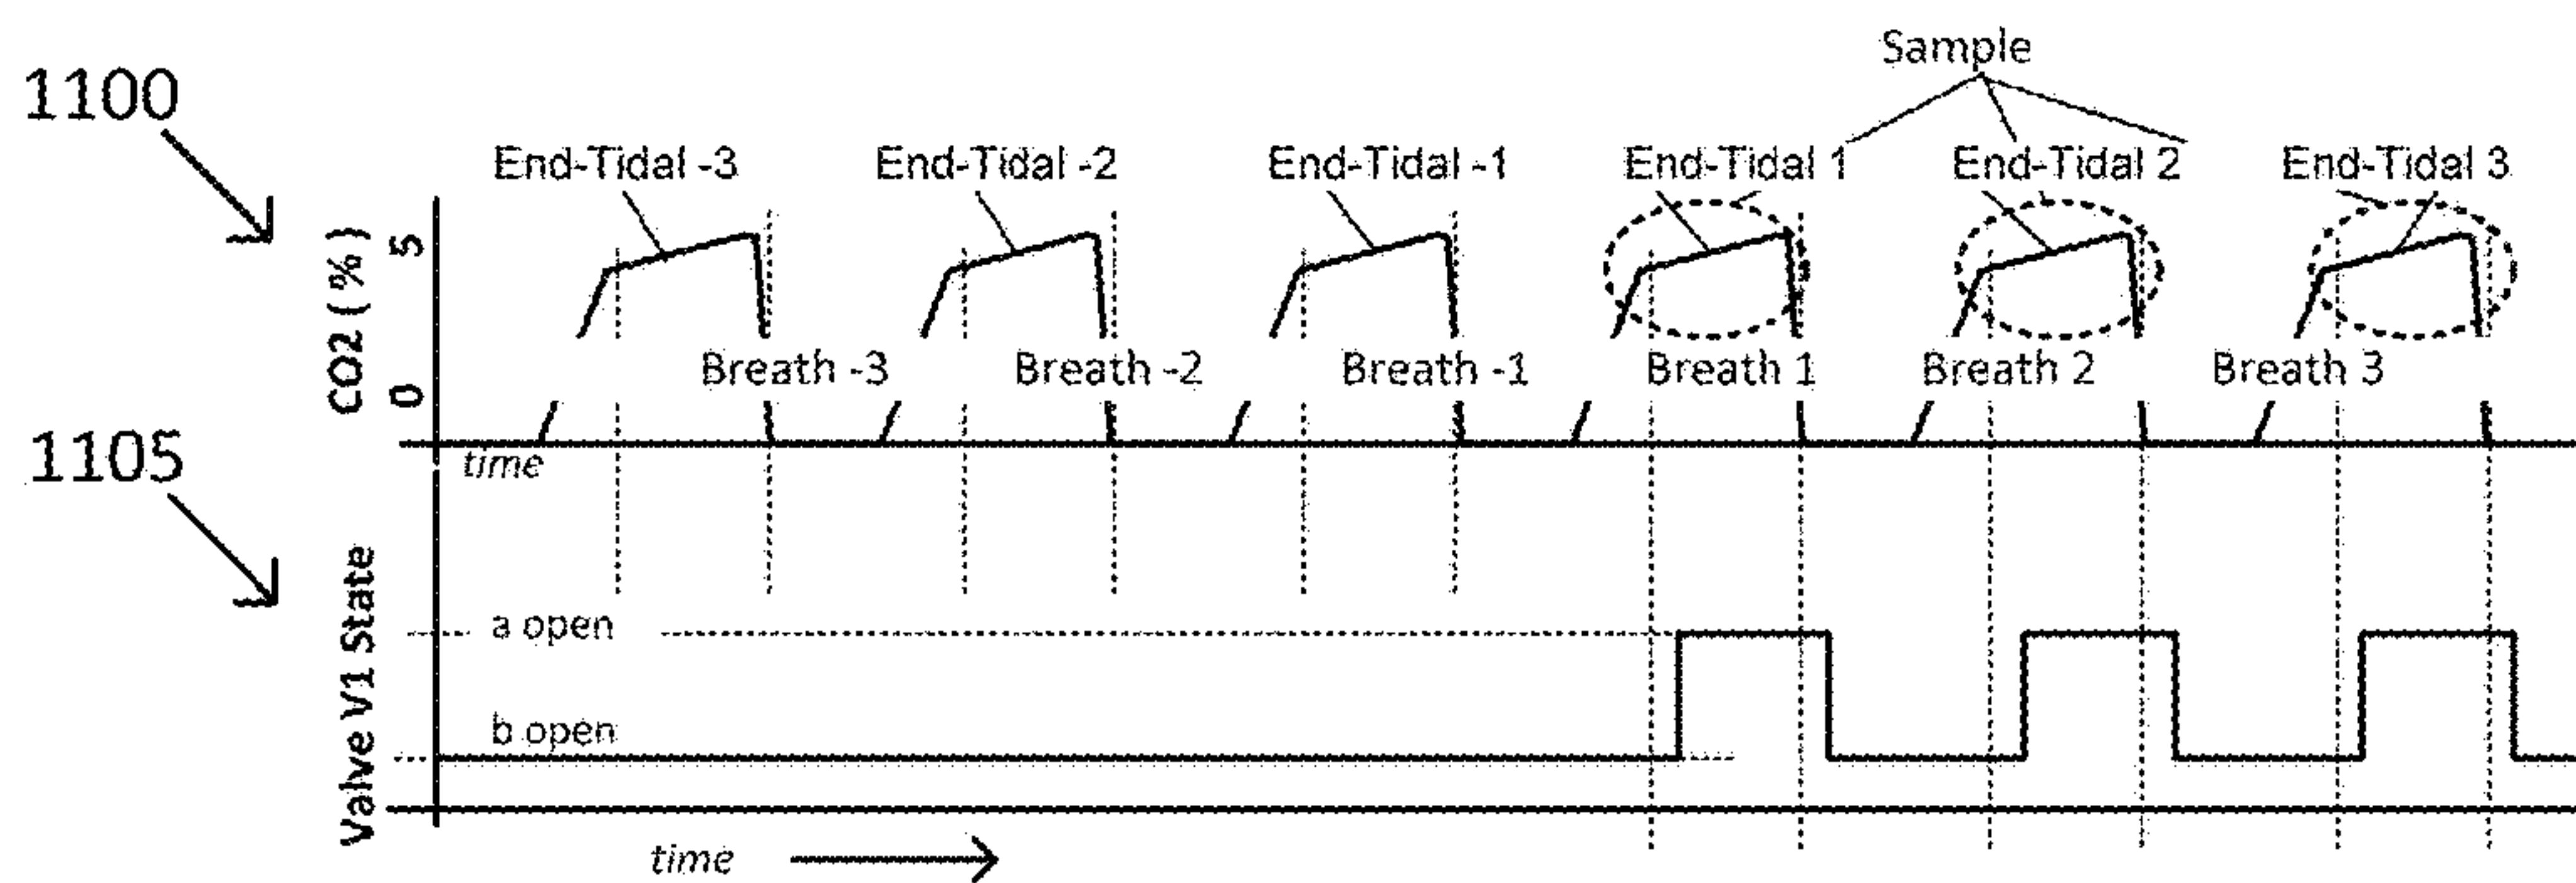 Sample
1100
End-Tidal -3
End-Tidal -2
End-Tidal -1
End-Tidal 1
End-Tidal 2
End-Tidal 3
CO2 ( % )
5
0
Breath -3
Breath -2
Breath -1
Breath 1
Breath 2
Breath 3
time
1105
Valve V1 State
a open
b open
time